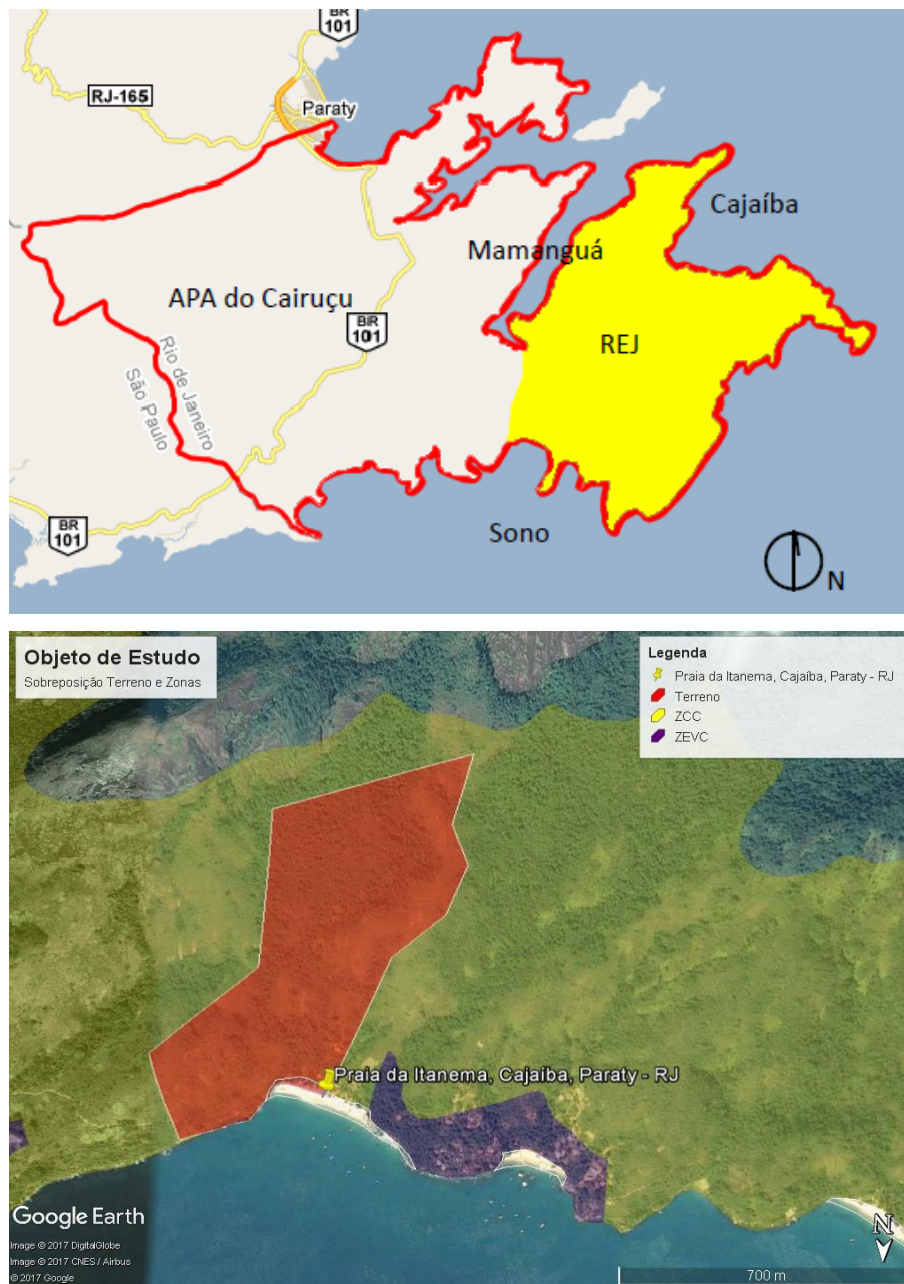 BR
101
RJ-165
Paraty
Cajaíba
Mamanguá
APA do Cairuçu
BR
101
REJ
Rio de Janeiro
São Paulo
BR
101
Sono
N
Objeto de Estudo
Sobreposição Terreno e Zonas
Legenda
Praia da Itanema, Cajaíba, Paraty - RJ
Terreno
ZCC
ZEVC
Praia da Itanema, Cajaíba, Paraty - RJ
Google Earth
Image © 2017 DigitalGlobe
Image © 2017 CNES / Airbus
© 2017 Google
N
700 m